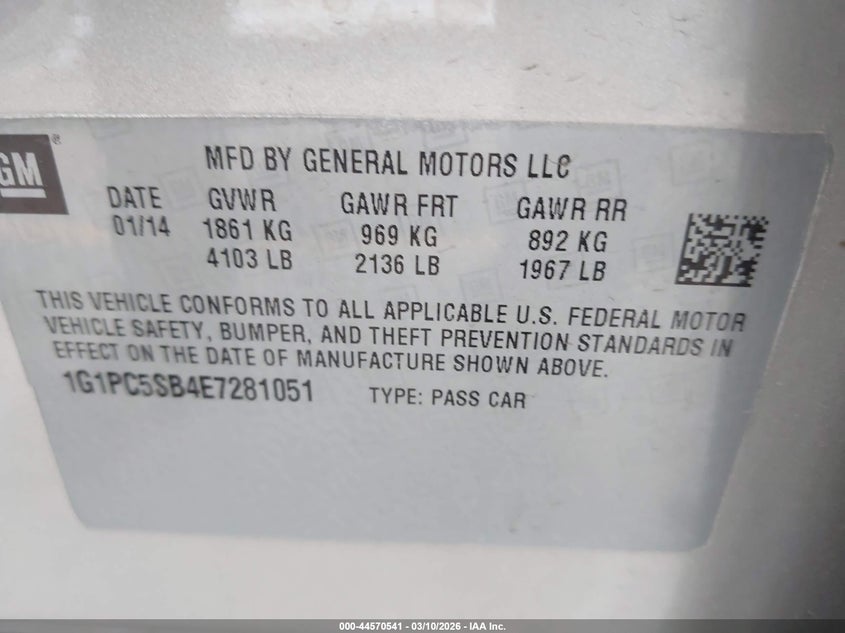 GM®
MFD BY GENERAL MOTORS LLC
DATE GVWR GAWR FRT GAWR RR
01/14 1861 KG 969 KG 892 KG
4103 LB 2136 LB 1967 LB
THIS VEHICLE CONFORMS TO ALL APPLICABLE U.S. FEDERAL MOTOR
VEHICLE SAFETY, BUMPER, AND THEFT PREVENTION STANDARDS IN
EFFECT ON THE DATE OF MANUFACTURE SHOWN ABOVE.
1G1PC5SB4E7281051 TYPE: PASS CAR
000-44570541 - 03/10/2026 - IAA Inc.